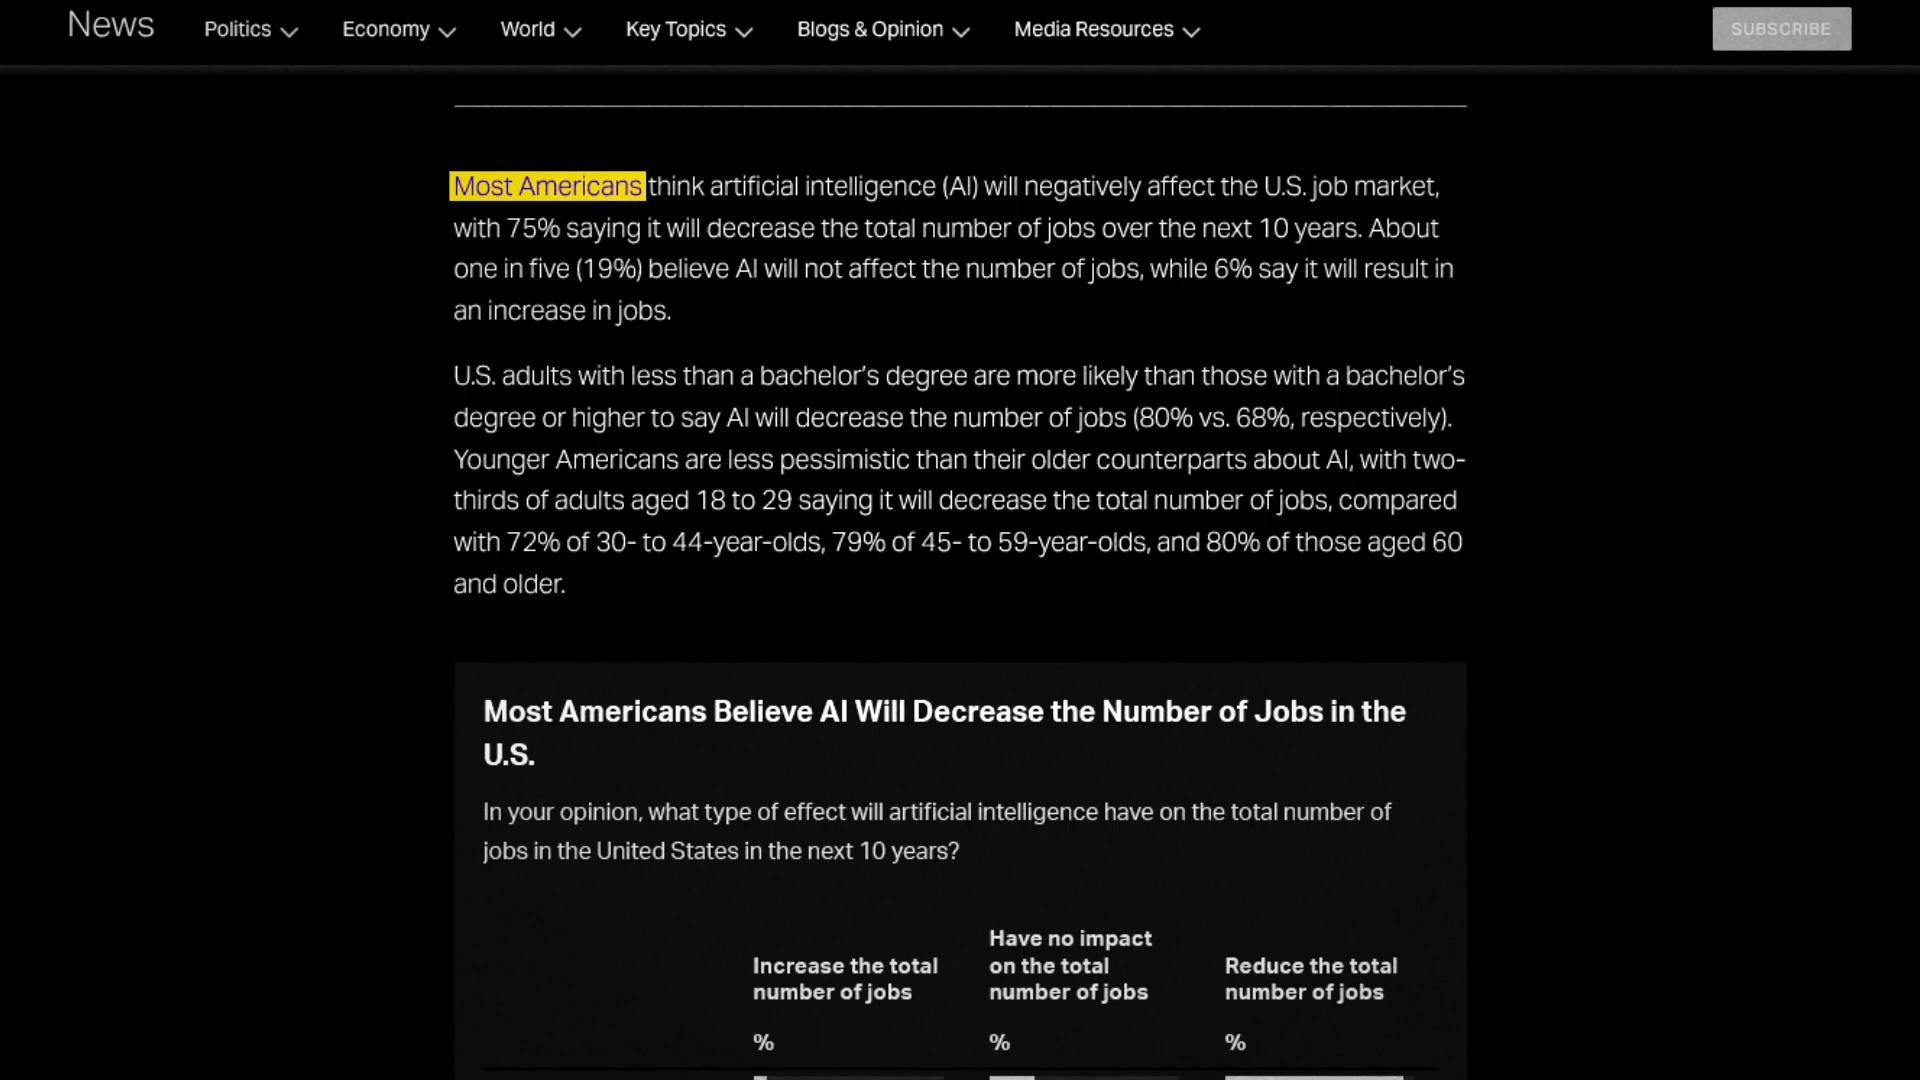 News Politics Economy World Key Topics Blogs & Opinion Media Resources SUBSCRIBE
Most Americans think artificial intelligence (AI) will negatively affect the U.S. job market,
with 75% saying it will decrease the total number of jobs over the next 10 years. About
one in five (19%) believe AI will not affect the number of jobs, while 6% say it will result in
an increase in jobs.
U.S. adults with less than a bachelor’s degree are more likely than those with a bachelor’s
degree or higher to say AI will decrease the number of jobs (80% vs. 68%, respectively).
Younger Americans are less pessimistic than their older counterparts about AI, with two-
thirds of adults aged 18 to 29 saying it will decrease the total number of jobs, compared
with 72% of 30- to 44-year-olds, 79% of 45- to 59-year-olds, and 80% of those aged 60
and older.
Most Americans Believe AI Will Decrease the Number of Jobs in the
U.S.
In your opinion, what type of effect will artificial intelligence have on the total number of
jobs in the United States in the next 10 years?
Increase the total
number of jobs
Have no impact
on the total
number of jobs
Reduce the total
number of jobs
% % %